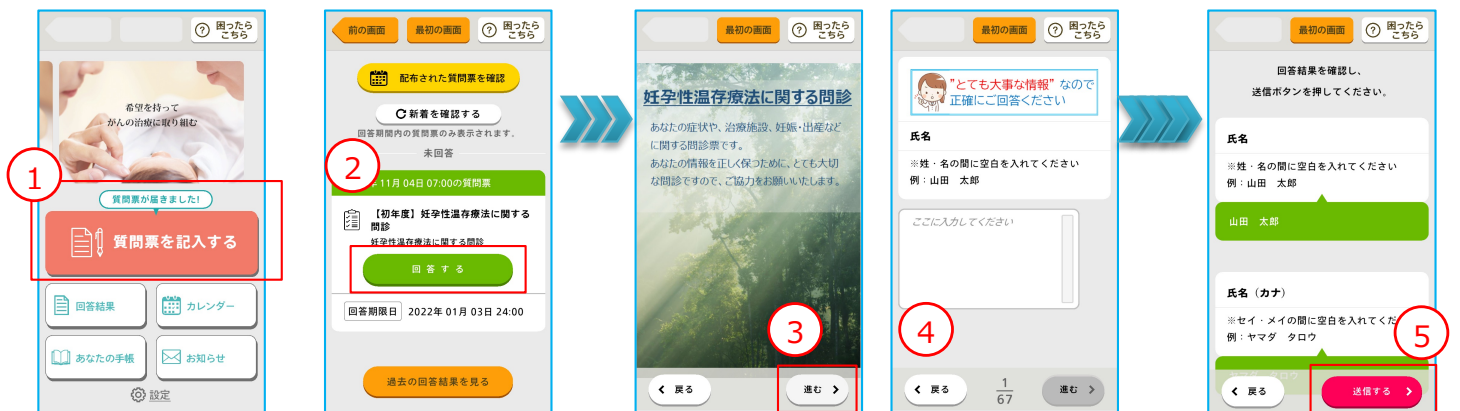 困ったら
こちら
希望を持って
がんの治療に取り組む
1
質問票が届きました!
質問票を記入する
回答結果
カレンダー
あなたの手帳
お知らせ
設定
前の画面
最初の画面
困ったら
こちら
配布された質問票を確認
新着を確認する
回答期間内の質問票のみ表示されます。
未回答
2
11月 04日 07:00の質問票
【初年度】妊孕性温存療法に関する
問診
妊孕性温存療法に関する問診
回答する
回答期限日 2022年 01月 03日 24:00
過去の回答結果を見る
最初の画面
困ったら
こちら
妊孕性温存療法に関する問診
あなたの症状や、治療施設、妊娠・出産など
に関する問診票です。
あなたの情報を正しく保つために、とても大切
な問診ですので、ご協力をお願いいたします。
3
戻る
進む
最初の画面
困ったら
こちら
"とても大事な情報" なので
正確にご回答ください
氏名
※姓・名の間に空白を入れてください
例：山田 太郎
ここに入力してください
4
戻る
1
67
進む
最初の画面
困ったら
こちら
回答結果を確認し、
送信ボタンを押してください。
氏名
※姓・名の間に空白を入れてください
例：山田 太郎
山田 太郎
氏名（カナ）
※セイ・メイの間に空白を入れてくだ
例：ヤマダ タロウ
5
戻る
送信する